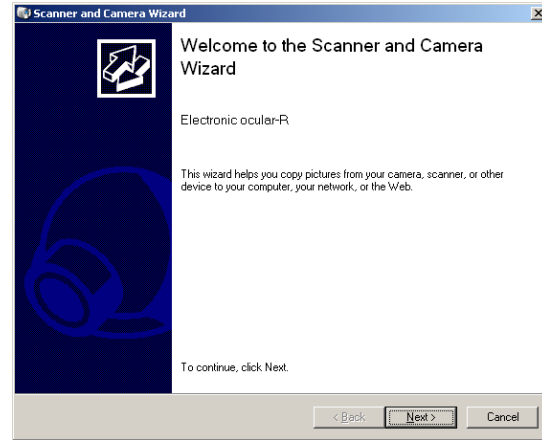 Scanner and Camera Wizard
Welcome to the Scanner and Camera
Wizard
Electronic ocular-R
This wizard helps you copy pictures from your camera, scanner, or other
device to your computer, your network, or the Web.
To continue, click Next.
< Back
Next >
Cancel